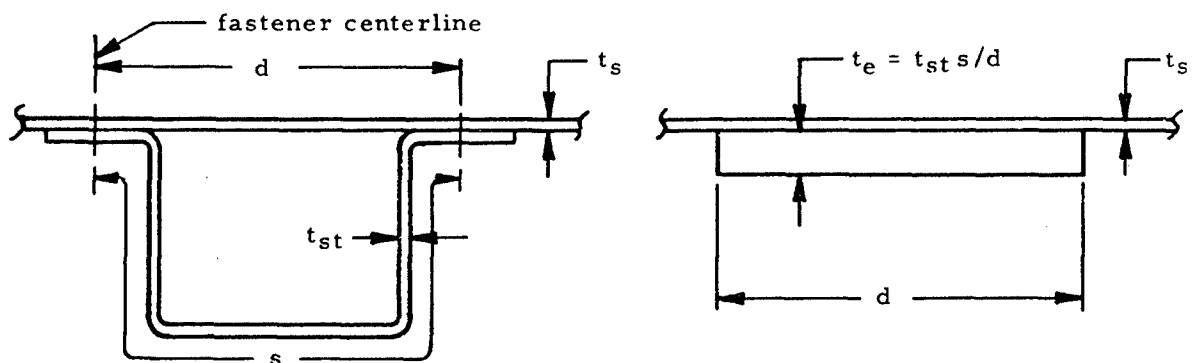 fastener centerline
d
t_s
t_st
s
t_e = t_st s/d
t_s
d